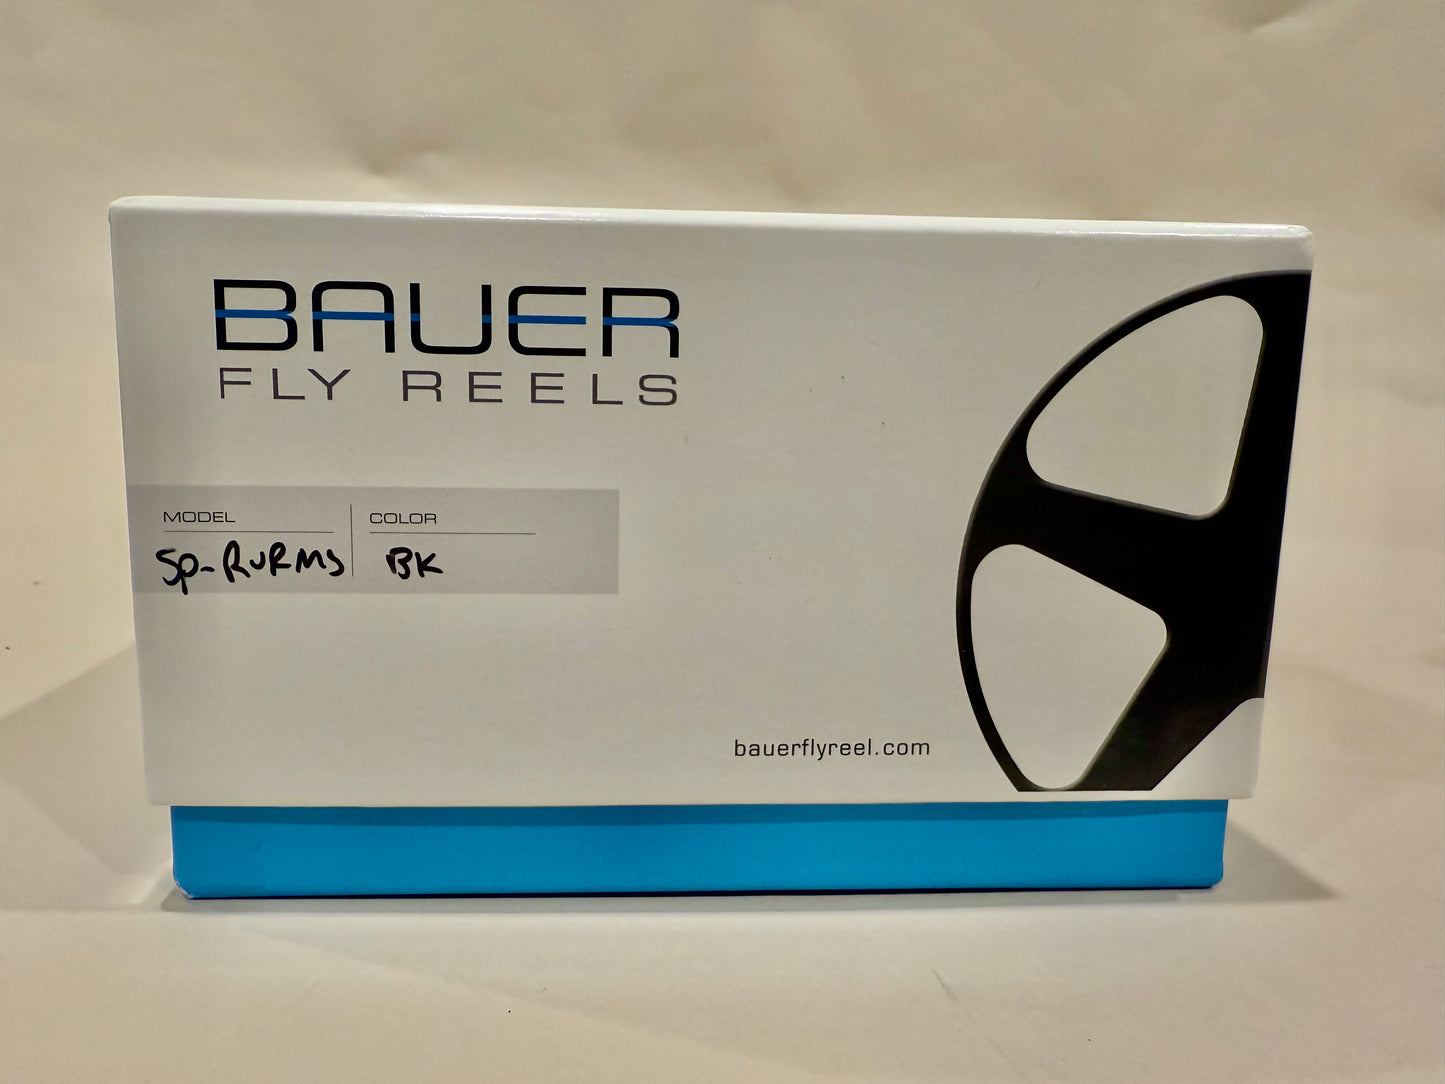 BAUER
FLY REELS
MODEL COLOR
Sp-RVRMS BK
bauerflyreel.com